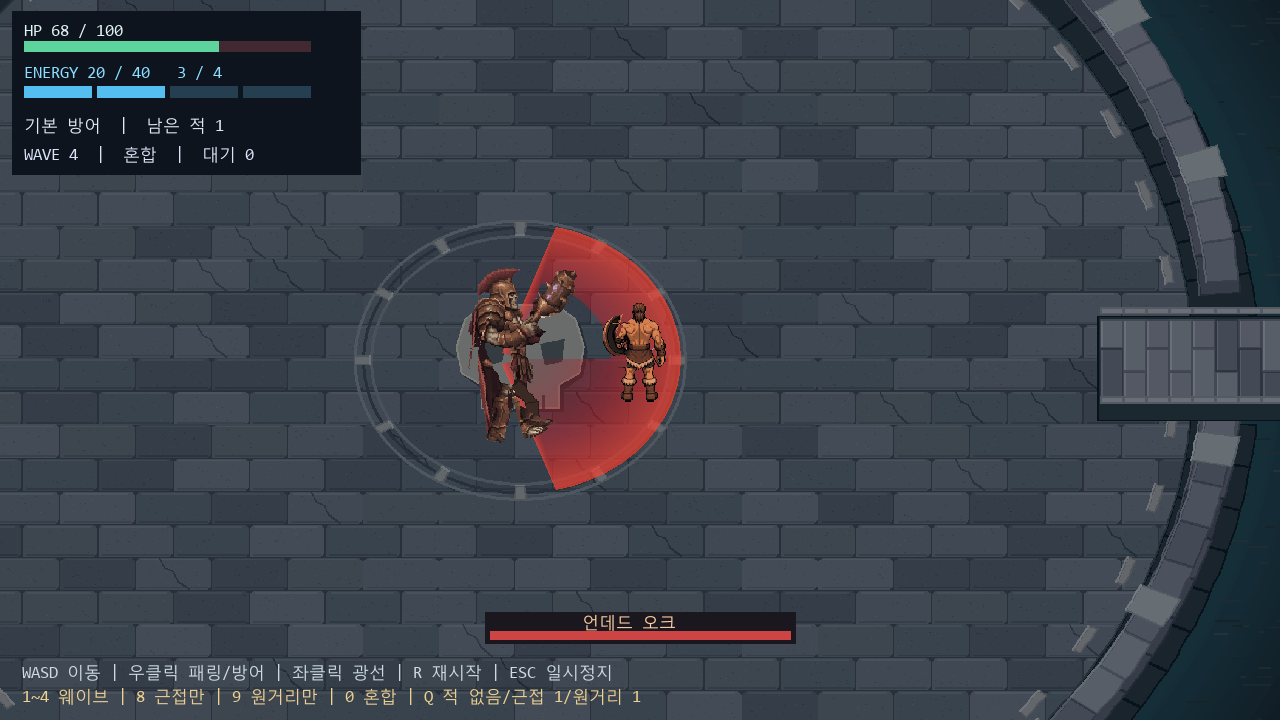 HP 68 / 100
ENERGY 20 / 40 3 / 4
기본 방어 | 남은 적 1
WAVE 4 | 혼합 | 대기 0
언데드 오크
WASD 이동 | 우클릭 패링/방어 | 좌클릭 광선 | R 재시작 | ESC 일시정지
1~4 웨이브 | 8 근접만 | 9 원거리만 | 0 혼합 | Q 적 없음/근접 1/원거리 1